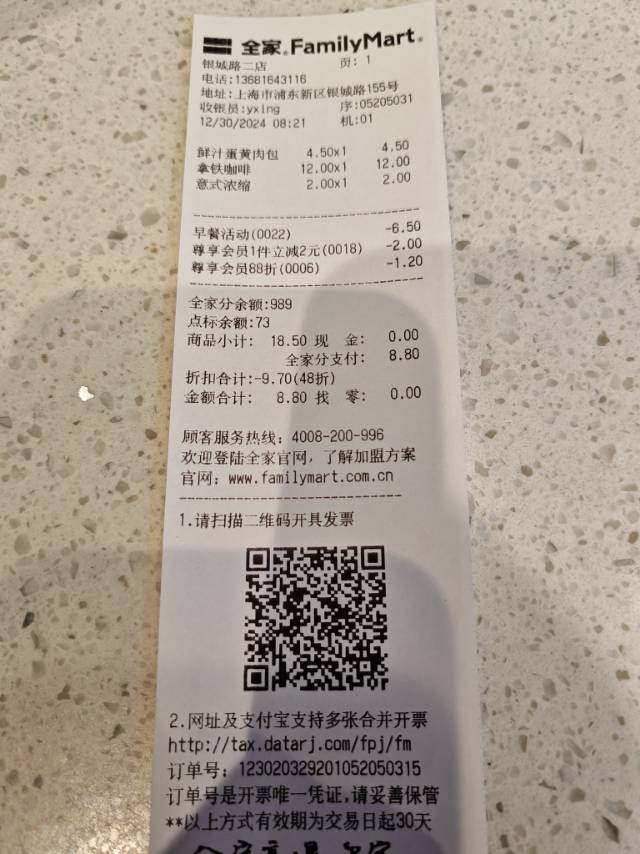 全家 FamilyMart
银城路二店 页: 1
电话:13681643116
地址:上海市浦东新区银城路155号
收银员:yxing 序:05205031
12/30/2024 08:21 机:01
鲜汁蛋黄肉包 4.50x1 4.50
拿铁咖啡 12.00x1 12.00
意式浓缩 2.00x1 2.00
早餐活动(0022) -6.50
尊享会员1件立减2元(0018) -2.00
尊享会员88折(0006) -1.20
全家分余额:989
点标余额:73
商品小计: 18.50 现 金: 0.00
全家分支付: 8.80
折扣合计:-9.70(48折)
金额合计: 8.80 找 零: 0.00
顾客服务热线: 4008-200-996
欢迎登陆全家官网,了解加盟方案
官网: www.familymart.com.cn
1.请扫描二维码开具发票
2.网址及支付宝支持多张合并开票
http://tax.datarj.com/fpj/fm
订单号: 123020329201052050315
订单号是开票唯一凭证,请妥善保管
**以上方式有效期为交易日起30天